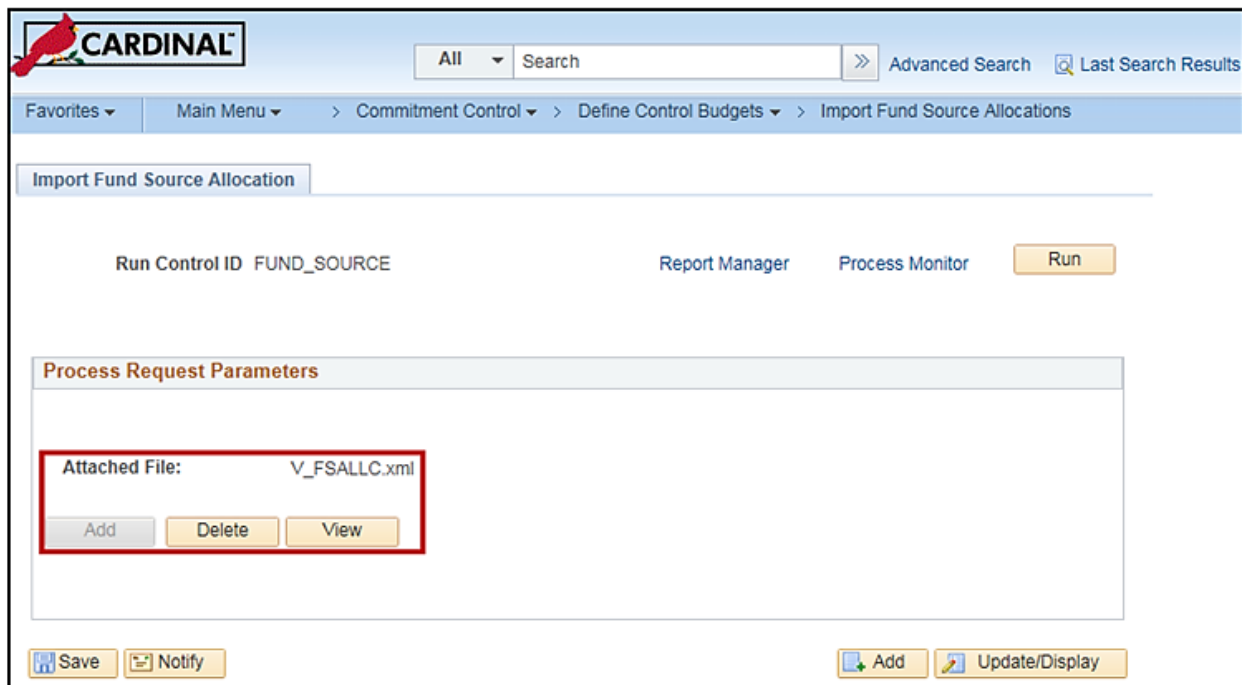 CARDINAL
All Search Advanced Search Last Search Results
Favorites Main Menu > Commitment Control > Define Control Budgets > Import Fund Source Allocations
Import Fund Source Allocation
Run Control ID FUND_SOURCE Report Manager Process Monitor Run
Process Request Parameters
Attached File: V_FSALLC.xml
Add Delete View
Save Notify Add Update/Display